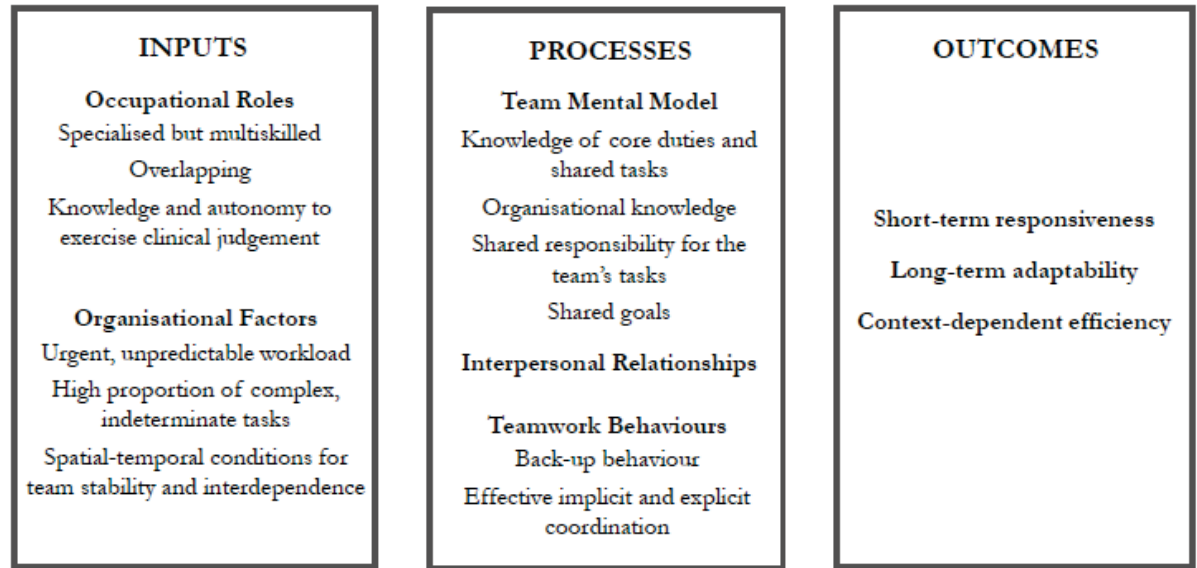 INPUTS
Occupational Roles
Specialised but multiskilled
Overlapping
Knowledge and autonomy to
exercise clinical judgement
Organisational Factors
Urgent, unpredictable workload
High proportion of complex,
indeterminate tasks
Spatial-temporal conditions for
team stability and interdependence
PROCESSES
Team Mental Model
Knowledge of core duties and
shared tasks
Organisational knowledge
Shared responsibility for the
team's tasks
Shared goals
Interpersonal Relationships
Teamwork Behaviours
Back-up behaviour
Effective implicit and explicit
coordination
OUTCOMES
Short-term responsiveness
Long-term adaptability
Context-dependent efficiency